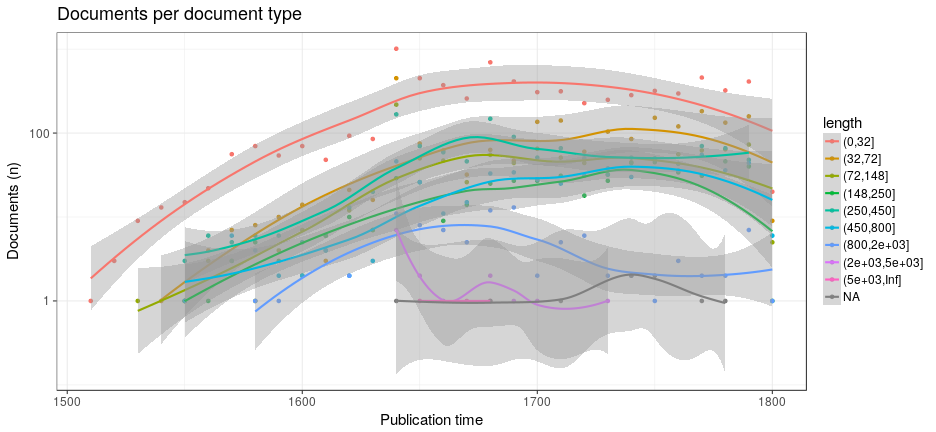 Documents per document type
Documents (n)
100
1
1500
1600
1700
1800
Publication time
length
(0,32]
(32,72]
(72,148]
(148,250]
(250,450]
(450,800]
(800,2e+03]
(2e+03,5e+03]
(5e+03,Inf]
NA